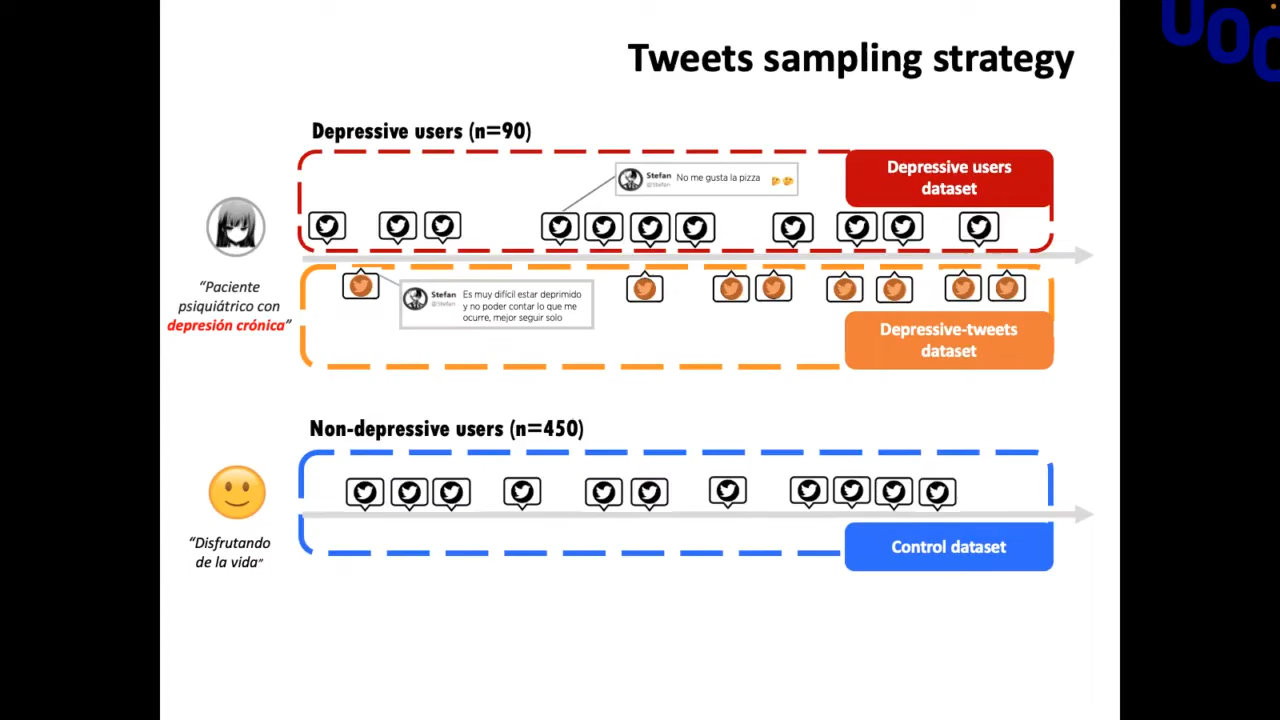 UOC
Tweets sampling strategy
Depressive users (n=90)
Depressive users
dataset
Stefan
@Stefan
No me gusta la pizza
“Paciente
psiquiátrico con
depresión crónica”
Stefan
@Stefan
Es muy difícil estar deprimido
y no poder contar lo que me
ocurre, mejor seguir solo
Depressive-tweets
dataset
Non-depressive users (n=450)
“Disfrutando
de la vida”
Control dataset